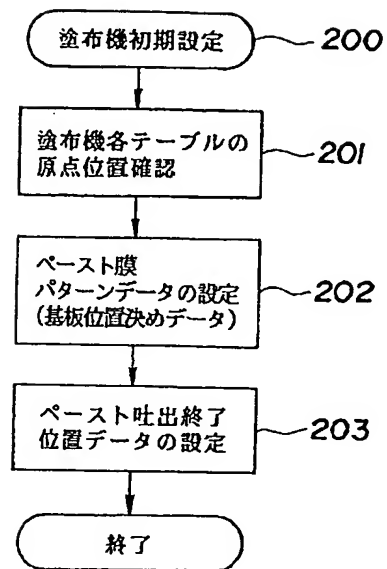 塗布機初期設定
200
塗布機各テーブルの
原点位置確認
201
ペースト膜
パターンデータの設定
(基板位置決めデータ)
202
ペースト吐出終了
位置データの設定
203
終了